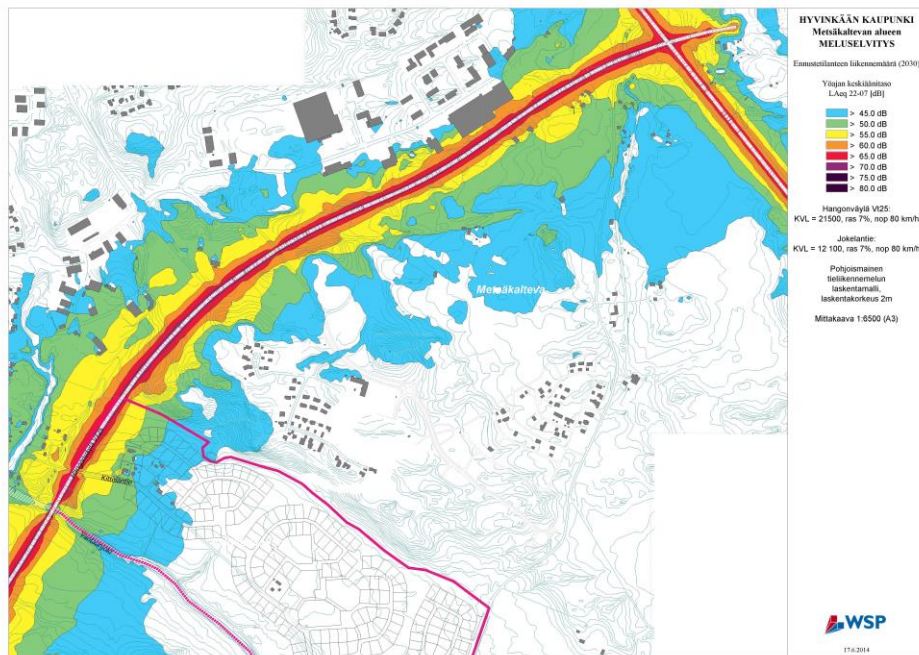 HYVINKÄÄN KAUPUNKI
Metsäkaltevan alueen
MELUSELVITYS
Ennustetilanteen liikennemäärä (2030)
Yöajan keskiäänitaso
LAeq 22-07 [dB]
> 45.0 dB
> 50.0 dB
> 55.0 dB
> 60.0 dB
> 65.0 dB
> 70.0 dB
> 75.0 dB
> 80.0 dB
Hangonväylä Vt25:
KVL = 21500, ras 7%, nop 80 km/h
Jokelantie:
KVL = 12 100, ras 7%, nop 80 km/h
Pohjoismainen
tieliikennemelun
laskentamalli,
laskentakorkeus 2m
Mittakaava 1:6500 (A3)
Metsäkalteva
WSP
17.6.2014